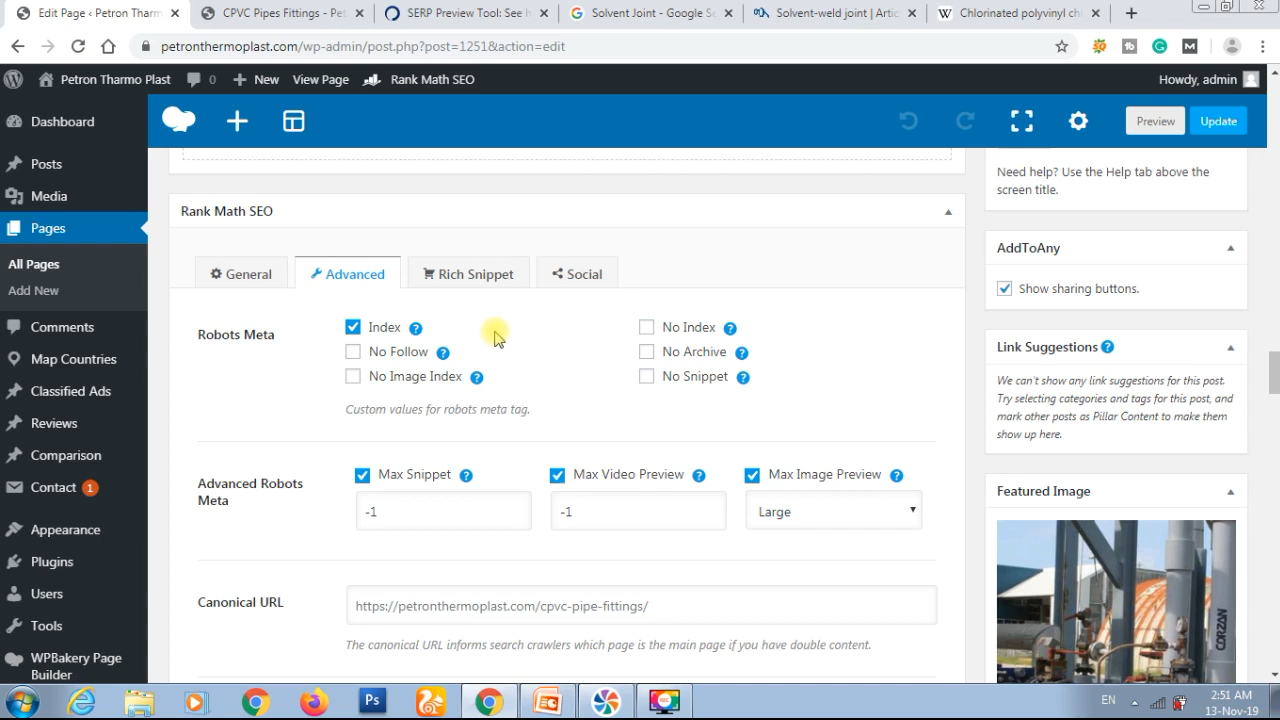 Edit Page ‹ Petron Tharm
CPVC Pipes Fittings - Pet
SERP Preview Tool: See h
Solvent Joint - Google Se
Solvent-weld joint | Artic
Chlorinated polyvinyl chl
petronthermoplast.com/wp-admin/post.php?post=1251&action=edit
Petron Tharmo Plast
0
New
View Page
Rank Math SEO
Howdy, admin
Dashboard
Posts
Media
Pages
All Pages
Add New
Comments
Map Countries
Classified Ads
Reviews
Comparison
Contact 1
Appearance
Plugins
Users
Tools
WPBakery Page
Builder
Preview
Update
Rank Math SEO
General
Advanced
Rich Snippet
Social
Robots Meta
Index ?
No Index ?
No Follow ?
No Archive ?
No Image Index ?
No Snippet ?
Custom values for robots meta tag.
Advanced Robots
Meta
Max Snippet ?
Max Video Preview ?
Max Image Preview ?
-1
-1
Large
Canonical URL
https://petronthermoplast.com/cpvc-pipe-fittings/
The canonical URL informs search crawlers which page is the main page if you have double content.
Need help? Use the Help tab above the
screen title.
AddToAny
Show sharing buttons.
Link Suggestions ?
We can't show any link suggestions for this post.
Try selecting categories and tags for this post, and
mark other posts as Pillar Content to make them
show up here.
Featured Image
CORZAN
Ps
EN
2:51 AM
13-Nov-19